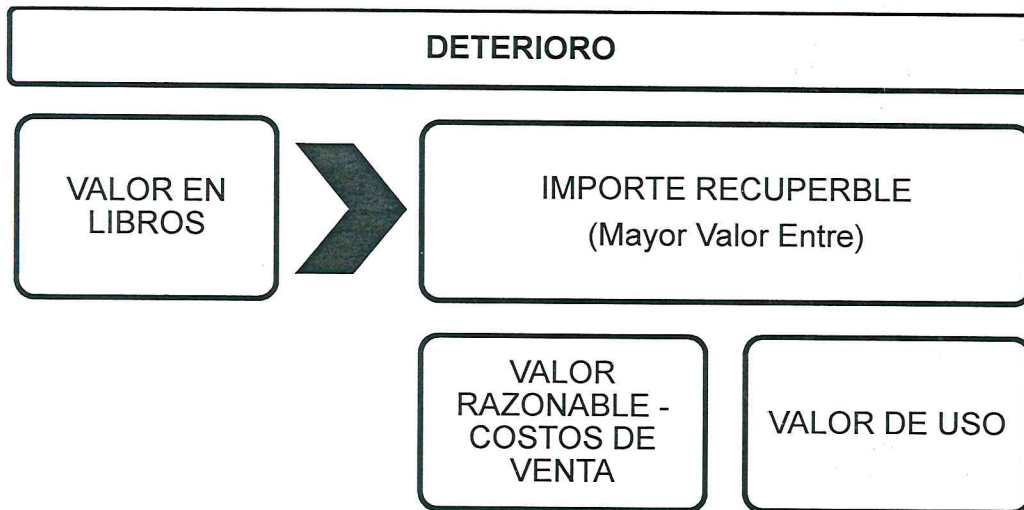 DETERIORO
VALOR EN
LIBROS
IMPORTE RECUPERBLE
(Mayor Valor Entre)
VALOR
RAZONABLE -
COSTOS DE
VENTA
VALOR DE USO